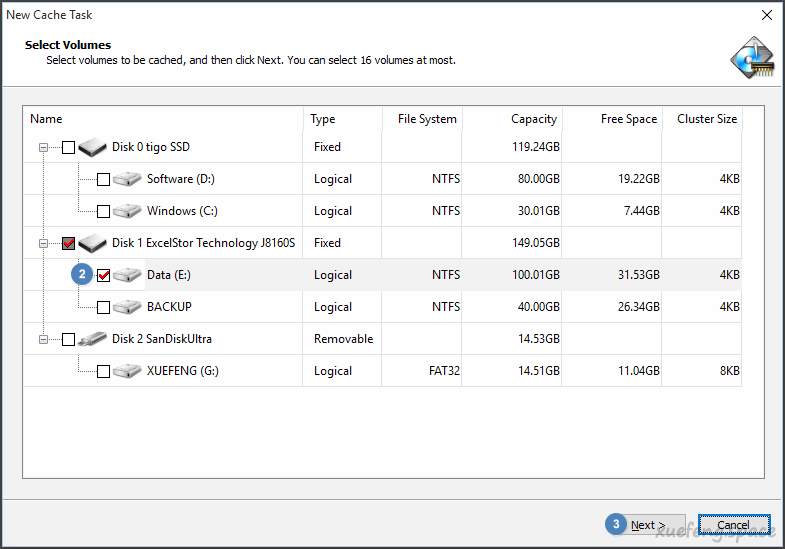 New Cache Task
Select Volumes
Select volumes to be cached, and then click Next. You can select 16 volumes at most.
Name Type File System Capacity Free Space Cluster Size
Disk 0 tigo SSD Fixed 119.24GB
Software (D:) Logical NTFS 80.00GB 19.22GB 4KB
Windows (C:) Logical NTFS 30.01GB 7.44GB 4KB
Disk 1 ExcelStor Technology J8160S Fixed 149.05GB
2 Data (E:) Logical NTFS 100.01GB 31.53GB 4KB
BACKUP Logical NTFS 40.00GB 26.34GB 4KB
Disk 2 SanDiskUltra Removable 14.53GB
XUEFENG (G:) Logical FAT32 14.51GB 11.04GB 8KB
3 Next > Cancel
xuefeng.space